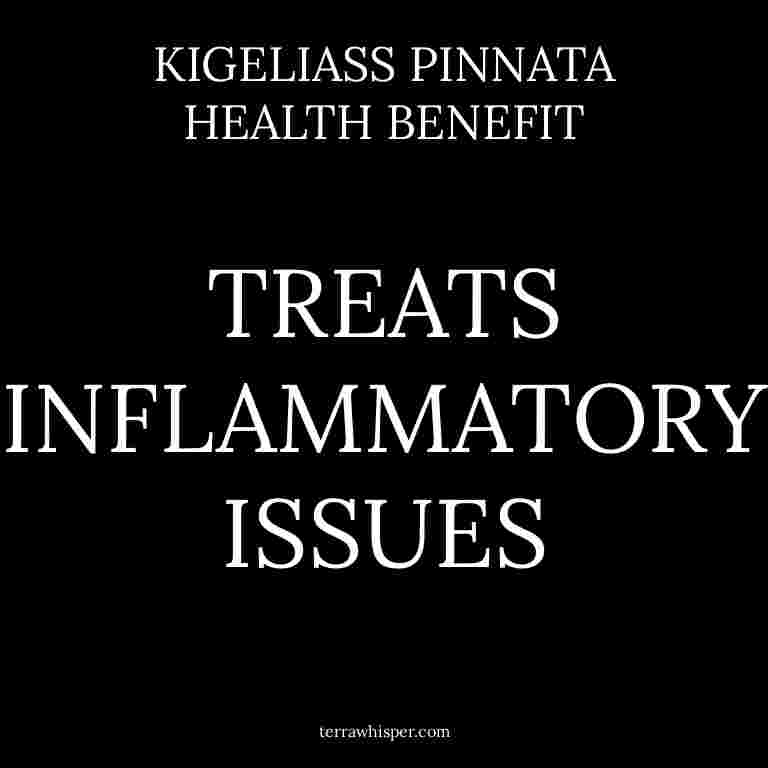 KIGELIASS PINNATA
HEALTH BENEFIT
TREATS
INFLAMMATORY
ISSUES
terrawhisper.com